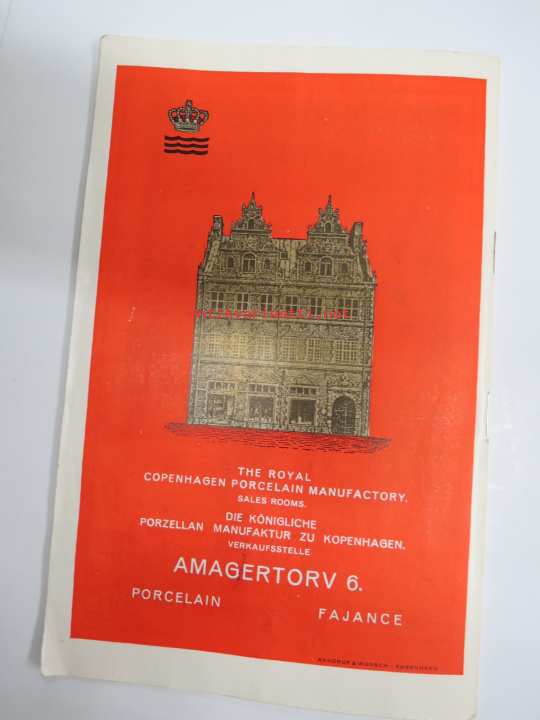 THE ROYAL
COPENHAGEN PORCELAIN MANUFACTORY.
SALES ROOMS.
DIE KÖNIGLICHE
PORZELLAN MANUFAKTUR ZU KOPENHAGEN.
VERKAUFSSTELLE
AMAGERTORV 6.
PORCELAIN
FAJANCE